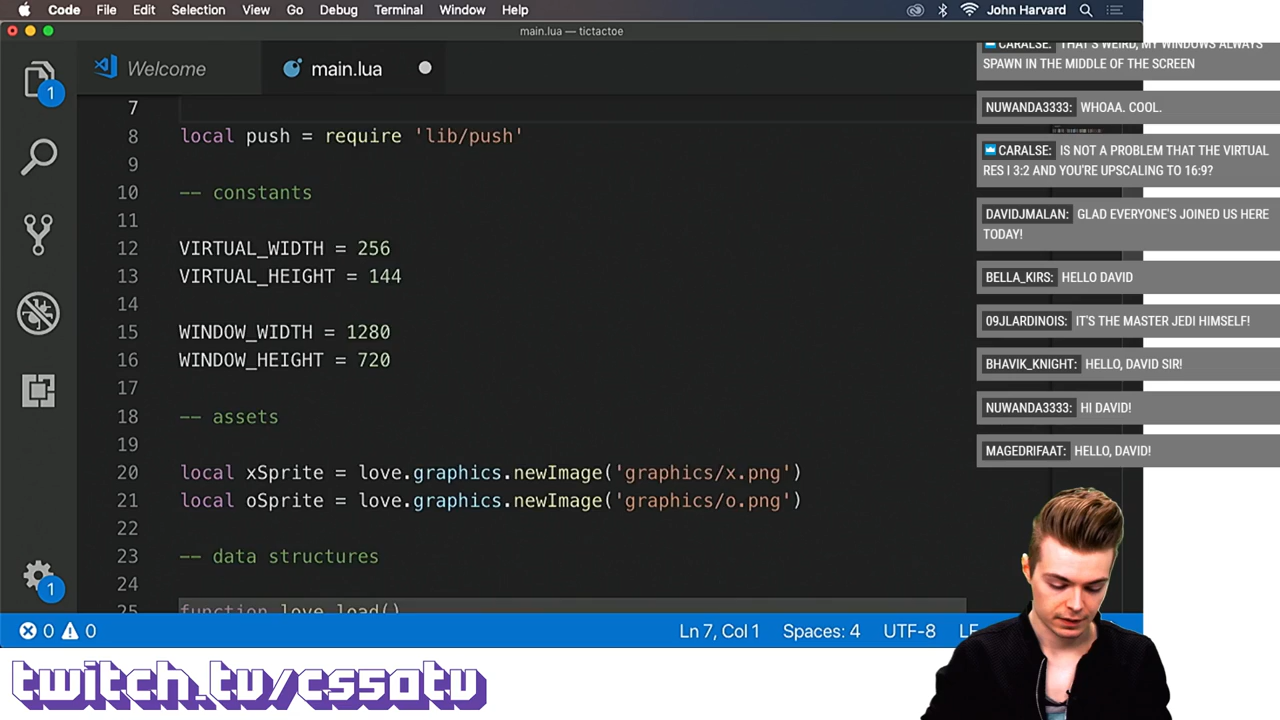 Code File Edit Selection View Go Debug Terminal Window Help John Harvard
main.lua — tictactoe
Welcome main.lua
1
7
8 local push = require 'lib/push'
9
10 -- constants
11
12 VIRTUAL_WIDTH = 256
13 VIRTUAL_HEIGHT = 144
14
15 WINDOW_WIDTH = 1280
16 WINDOW_HEIGHT = 720
17
18 -- assets
19
20 local xSprite = love.graphics.newImage('graphics/x.png')
21 local oSprite = love.graphics.newImage('graphics/o.png')
22
23 -- data structures
24
25 function love.load()
1
0 0 Ln 7, Col 1 Spaces: 4 UTF-8 LF
CARALSE: THAT'S WEIRD, MY WINDOWS ALWAYS
SPAWN IN THE MIDDLE OF THE SCREEN
NUWANDA3333: WHOAA. COOL.
CARALSE: IS NOT A PROBLEM THAT THE VIRTUAL
RES I 3:2 AND YOU'RE UPSCALING TO 16:9?
DAVIDJMALAN: GLAD EVERYONE'S JOINED US HERE
TODAY!
BELLA_KIRS: HELLO DAVID
09JLARDINOIS: IT'S THE MASTER JEDI HIMSELF!
BHAVIK_KNIGHT: HELLO, DAVID SIR!
NUWANDA3333: HI DAVID!
MAGEDRIFAAT: HELLO, DAVID!
twitch.tv/cs50tv